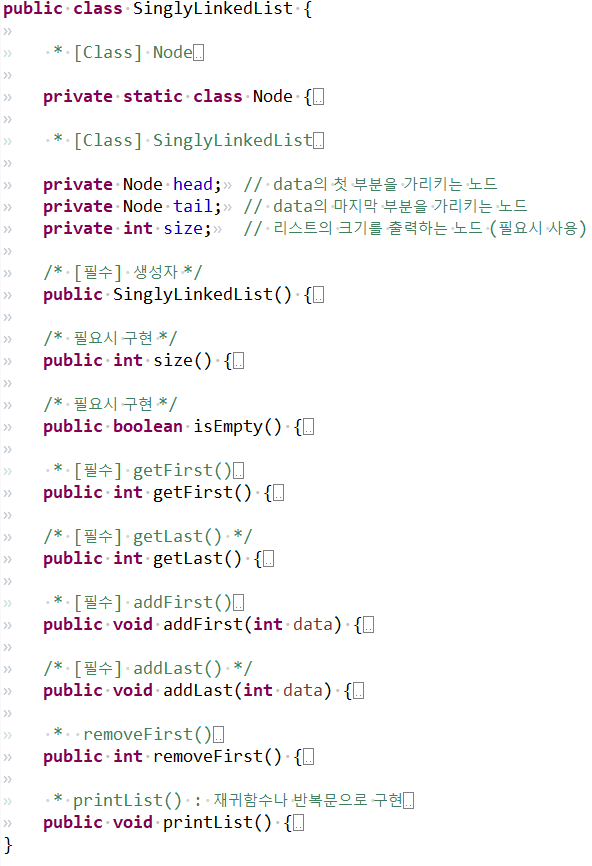 public class SinglyLinkedList {
* [Class] Node
private static class Node {
* [Class] SinglyLinkedList
private Node head; // data의 첫 부분을 가리키는 노드
private Node tail; // data의 마지막 부분을 가리키는 노드
private int size; // 리스트의 크기를 출력하는 노드 (필요시 사용)
/* [필수] 생성자 */
public SinglyLinkedList() {
/* 필요시 구현 */
public int size() {
/* 필요시 구현 */
public boolean isEmpty() {
* [필수] getFirst()
public int getFirst() {
/* [필수] getLast() */
public int getLast() {
* [필수] addFirst()
public void addFirst(int data) {
/* [필수] addLast() */
public void addLast(int data) {
* removeFirst()
public int removeFirst() {
* printList() : 재귀함수나 반복문으로 구현
public void printList() {
}